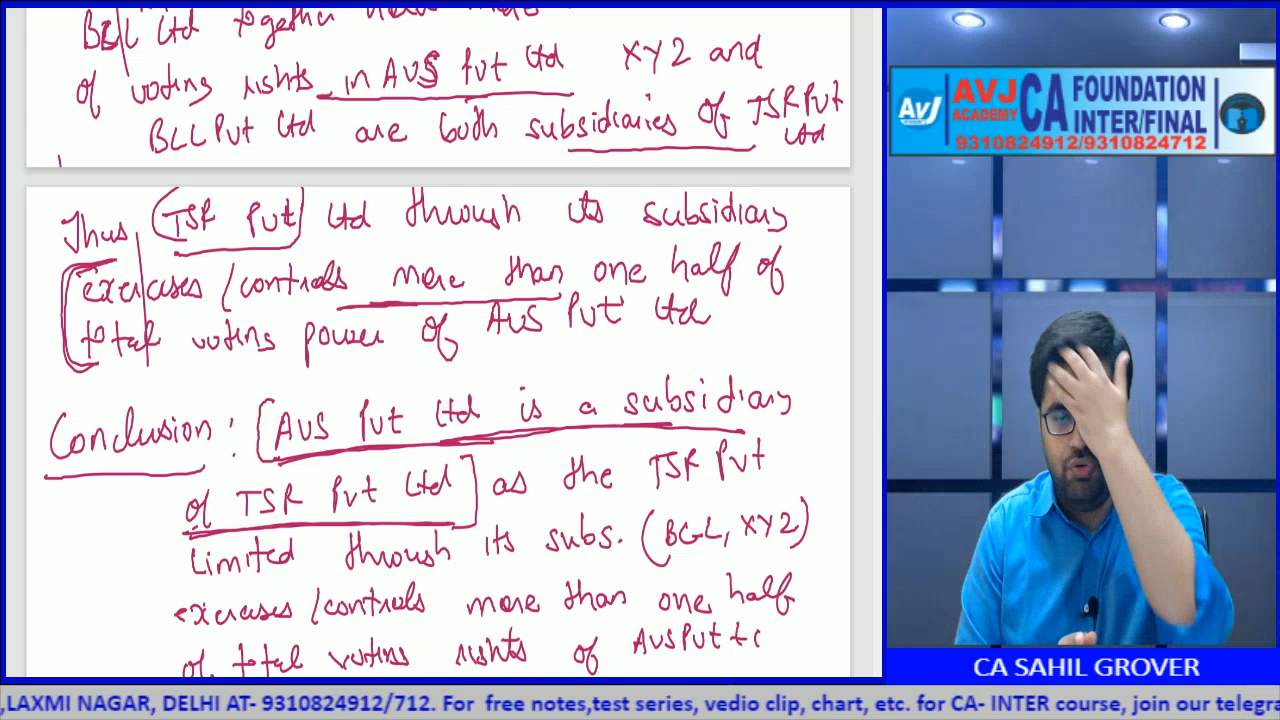 BCL Ltd together
of voting rights in AVS Pvt Ltd XYZ and
BCL Pvt Ltd are both subsidiaries of TSR Pvt
Ltd
Thus TSR Pvt Ltd through its subsidiary
exercises / controls more than one half of
total voting power of AVS Pvt Ltd
Conclusion : [AVS Pvt Ltd is a subsidiary
of TSR Pvt Ltd] as the TSR Pvt
Limited through its subs. (BCL, XYZ)
exercises / controls more than one half
of total voting rights of AVS Pvt
AvJ
AVJ
ACADEMY
CA
FOUNDATION
INTER/FINAL
9310824912/9310824712
CA SAHIL GROVER
,LAXMI NAGAR, DELHI AT- 9310824912/712. For free notes,test series, vedio clip, chart, etc. for CA- INTER course, join our telegra